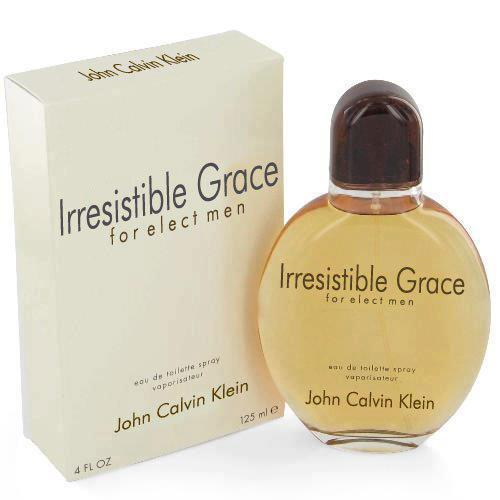 John Calvin Klein
Irresistible Grace
for elect men
eau de toilette spray
vaporisateur
John Calvin Klein
4 FL OZ
125 ml e
Irresistible Grace
for elect men
eau de toilette spray
vaporisateur
John Calvin Klein